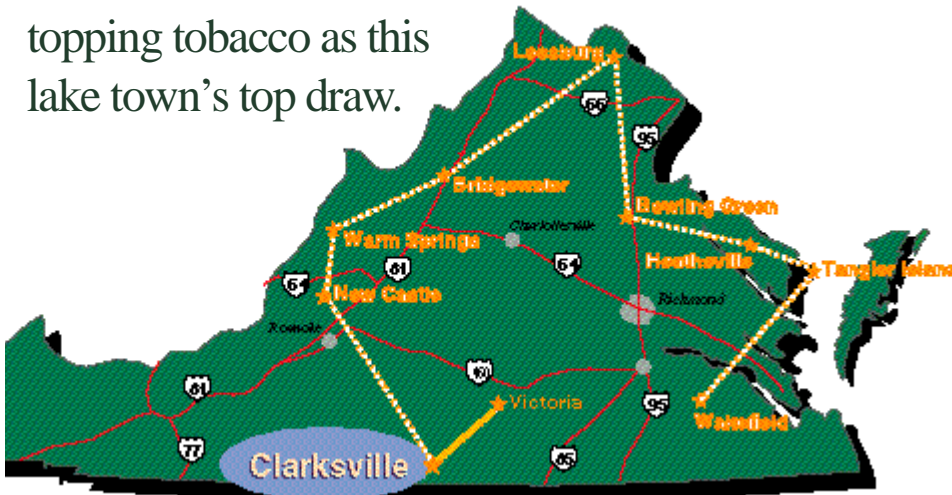 topping tobacco as this
lake town’s top draw.
Leesburg
66
95
Bridgewater
Bowling Green
Charlottesville
Warm Springs
Heathsville
81
64
Tangier Island
64
New Castle
Richmond
Roanoke
460
81
Victoria
95
Wakefield
77
Clarksville
85